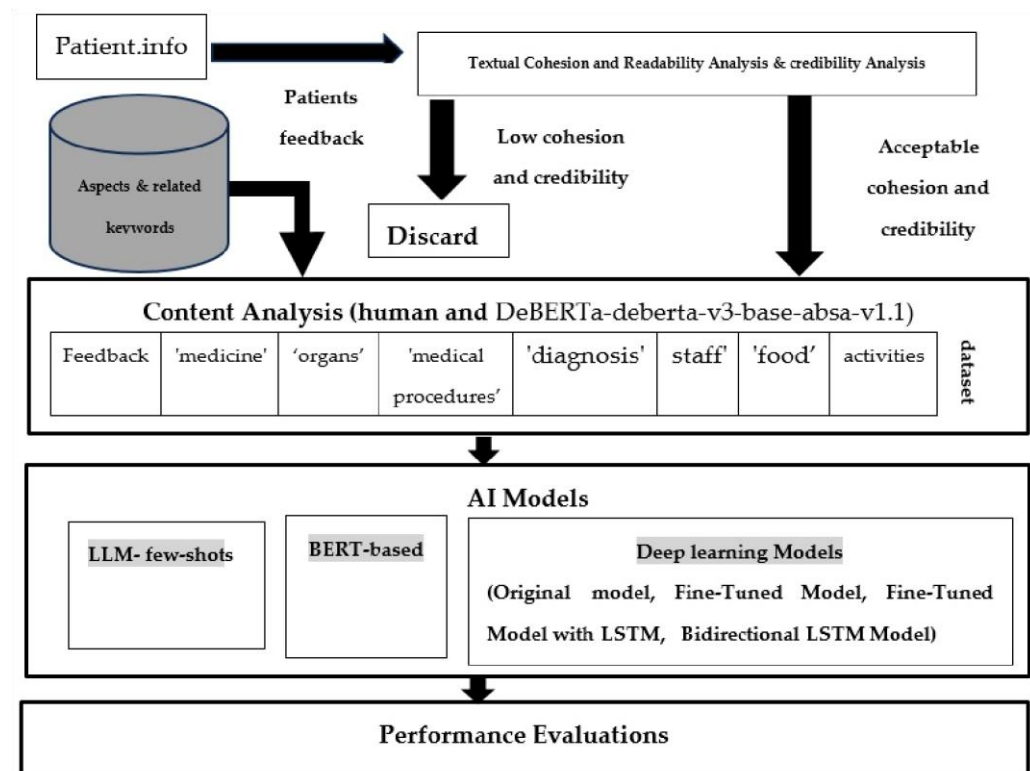 Patient.info
Textual Cohesion and Readability Analysis & credibility Analysis
Patients
feedback
Low cohesion
and credibility
Acceptable
cohesion and
credibility
Aspects & related
keywords
Discard
Content Analysis (human and DeBERTa-deberta-v3-base-absa-v1.1)
Feedback
'medicine'
‘organs’
'medical
procedures’
'diagnosis'
staff'
'food’
activities
dataset
AI Models
LLM- few-shots
BERT-based
Deep learning Models
(Original model, Fine-Tuned Model, Fine-Tuned
Model with LSTM, Bidirectional LSTM Model)
Performance Evaluations